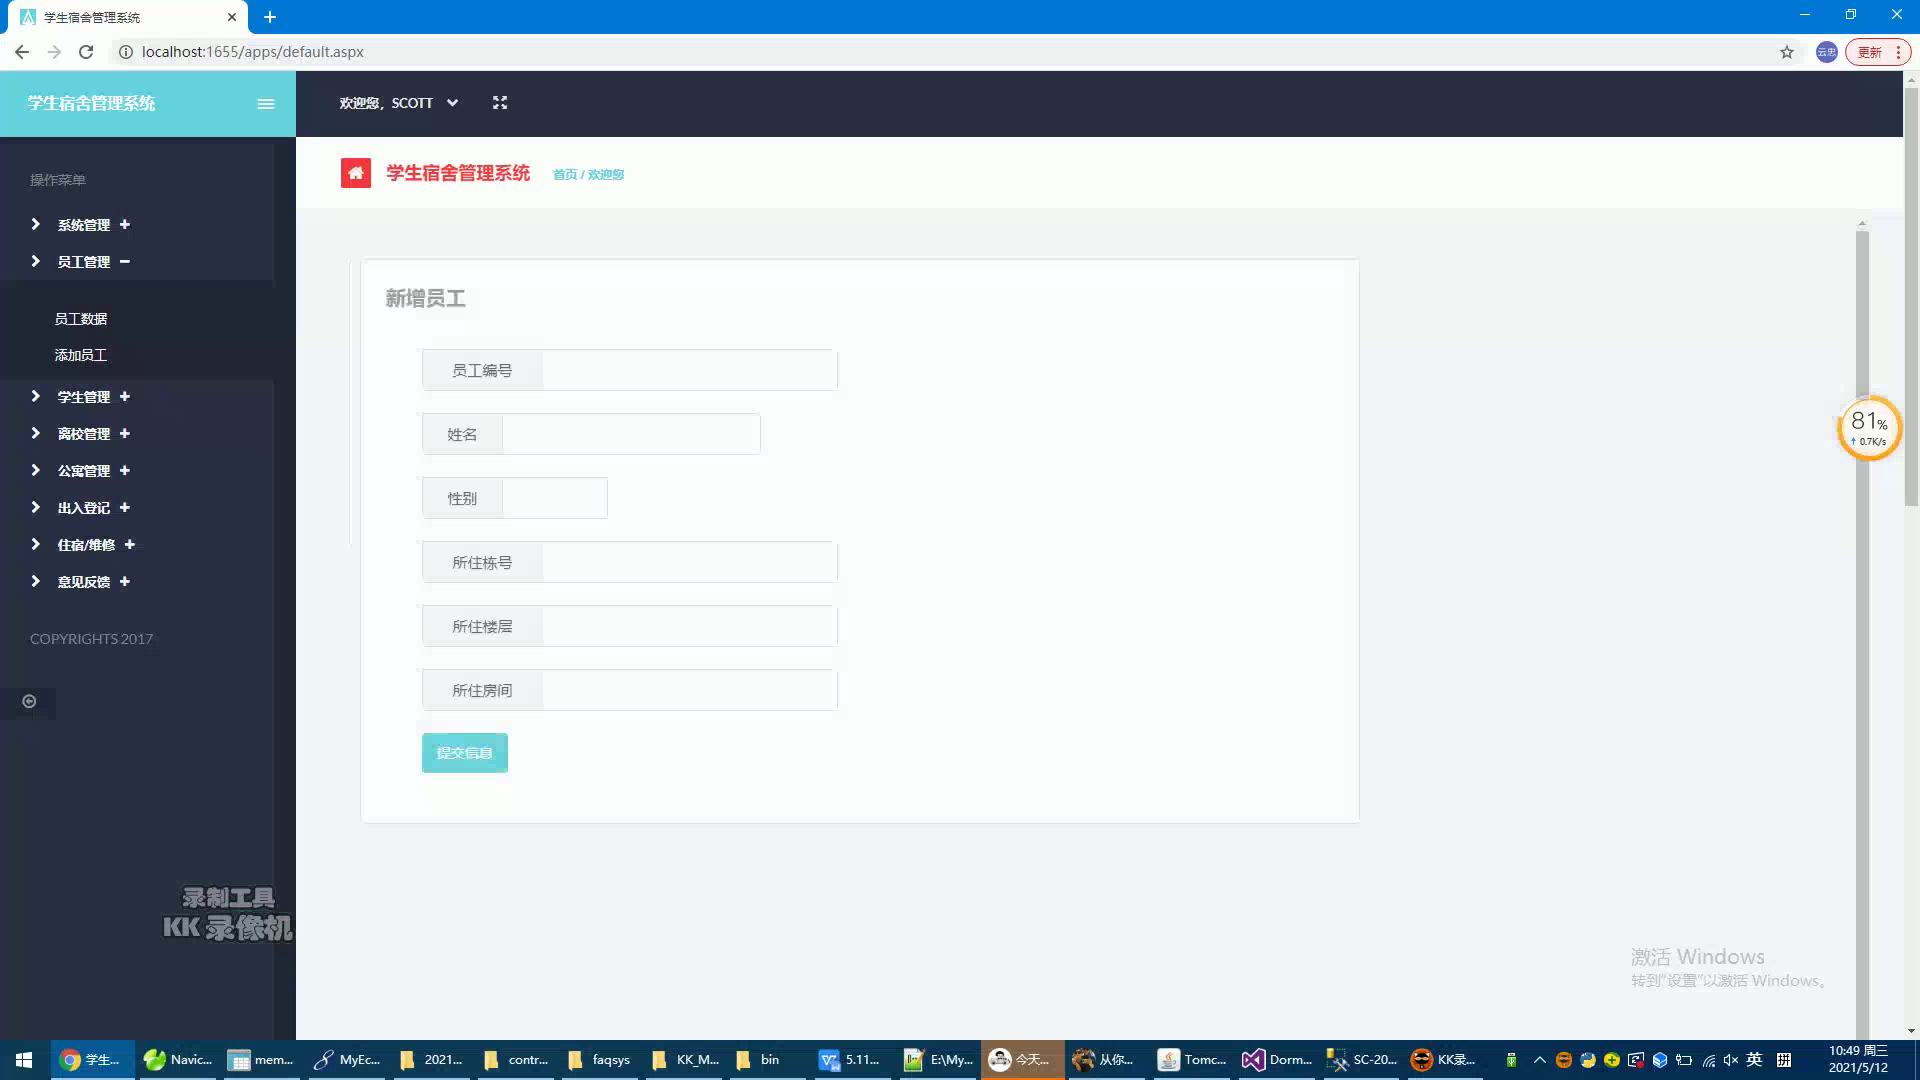 学生宿舍管理系统
localhost:1655/apps/default.aspx
云忠
更新
学生宿舍管理系统
欢迎您，SCOTT
学生宿舍管理系统
首页 / 欢迎您
操作菜单
系统管理
员工管理
员工数据
添加员工
学生管理
离校管理
公寓管理
出入登记
住宿/维修
意见反馈
COPYRIGHTS 2017
新增员工
员工编号
姓名
性别
所住栋号
所住楼层
所住房间
提交信息
81%
0.7K/s
录制工具
KK 录像机
激活 Windows
转到"设置"以激活 Windows。
学生...
Navic...
mem...
MyEc...
2021...
contr...
faqsys
KK_M...
bin
5.11...
E:\My...
今天...
从你...
Tomc...
Dorm...
SC-20...
KK录...
英
拼
10:49 周三
2021/5/12